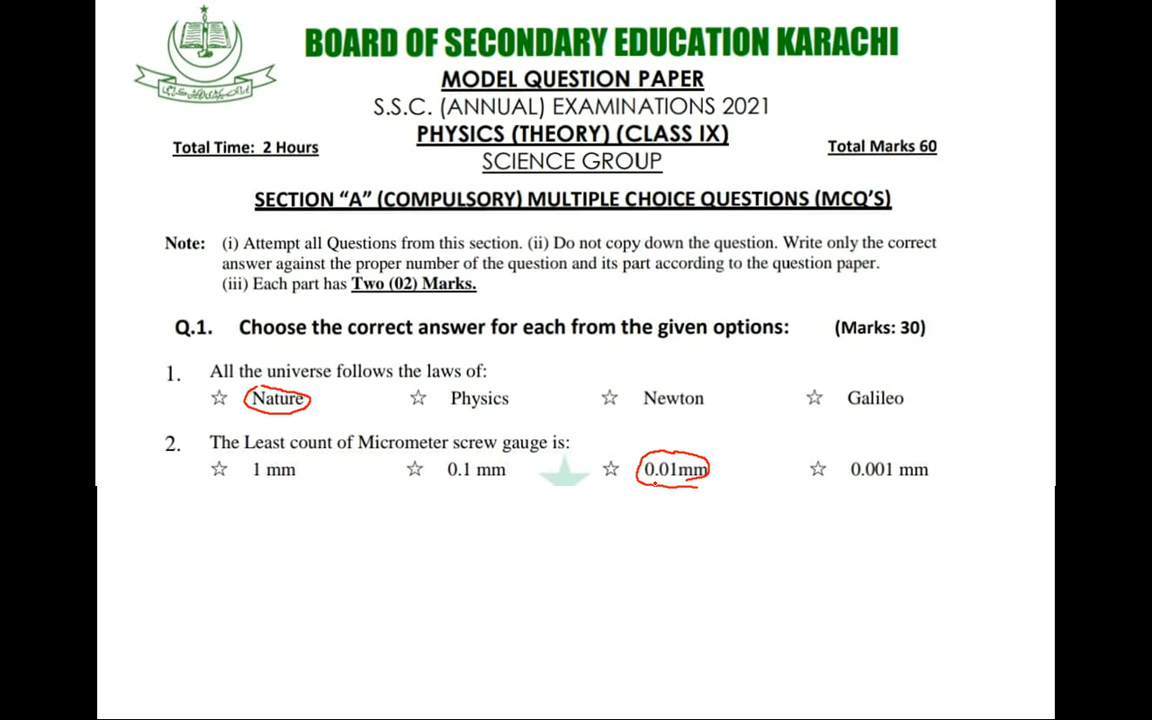 BOARD OF SECONDARY EDUCATION KARACHI
MODEL QUESTION PAPER
S.S.C. (ANNUAL) EXAMINATIONS 2021
PHYSICS (THEORY) (CLASS IX)
Total Time: 2 Hours
Total Marks 60
SCIENCE GROUP
SECTION “A” (COMPULSORY) MULTIPLE CHOICE QUESTIONS (MCQ’S)
Note: (i) Attempt all Questions from this section. (ii) Do not copy down the question. Write only the correct
answer against the proper number of the question and its part according to the question paper.
(iii) Each part has Two (02) Marks.
Q.1. Choose the correct answer for each from the given options: (Marks: 30)
1. All the universe follows the laws of:
☆ Nature ☆ Physics ☆ Newton ☆ Galileo
2. The Least count of Micrometer screw gauge is:
☆ 1 mm ☆ 0.1 mm ☆ 0.01mm ☆ 0.001 mm